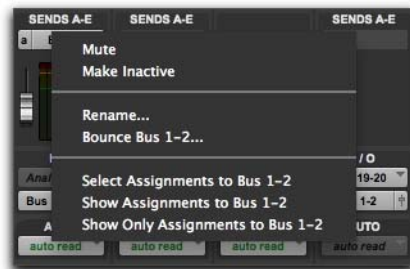 SENDS A-E SENDS A-E SENDS A-E
a
Mute
Make Inactive
Rename...
Bounce Bus 1-2...
/ O
19-20
Select Assignments to Bus 1-2
Bus 1-2
Show Assignments to Bus 1-2
Show Only Assignments to Bus 1-2
A UTO
auto read auto read auto read auto read